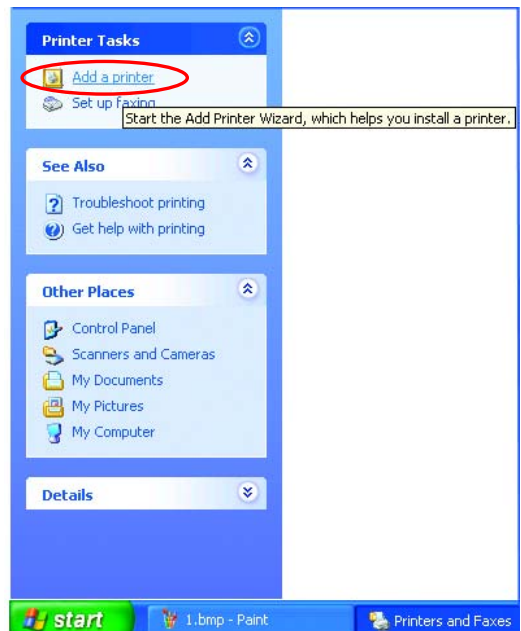 Printer Tasks
Add a printer
Set up faxing
Start the Add Printer Wizard, which helps you install a printer.
See Also
Troubleshoot printing
Get help with printing
Other Places
Control Panel
Scanners and Cameras
My Documents
My Pictures
My Computer
Details
start
1.bmp - Paint
Printers and Faxes